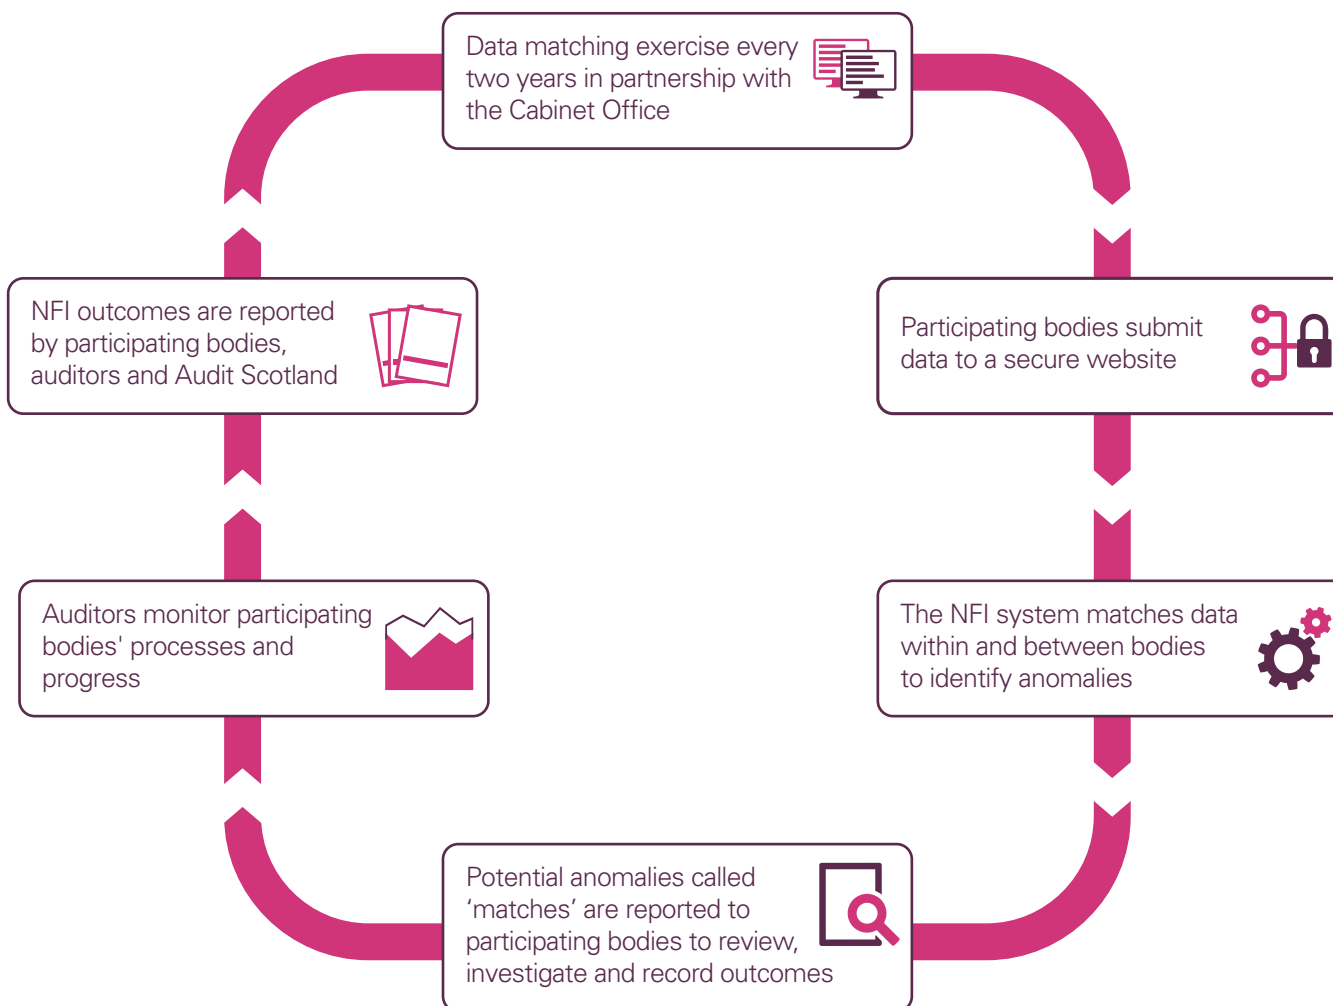 Data matching exercise every
two years in partnership with
the Cabinet Office
Participating bodies submit
data to a secure website
The NFI system matches data
within and between bodies
to identify anomalies
Potential anomalies called
‘matches’ are reported to
participating bodies to review,
investigate and record outcomes
Auditors monitor participating
bodies' processes and
progress
NFI outcomes are reported
by participating bodies,
auditors and Audit Scotland